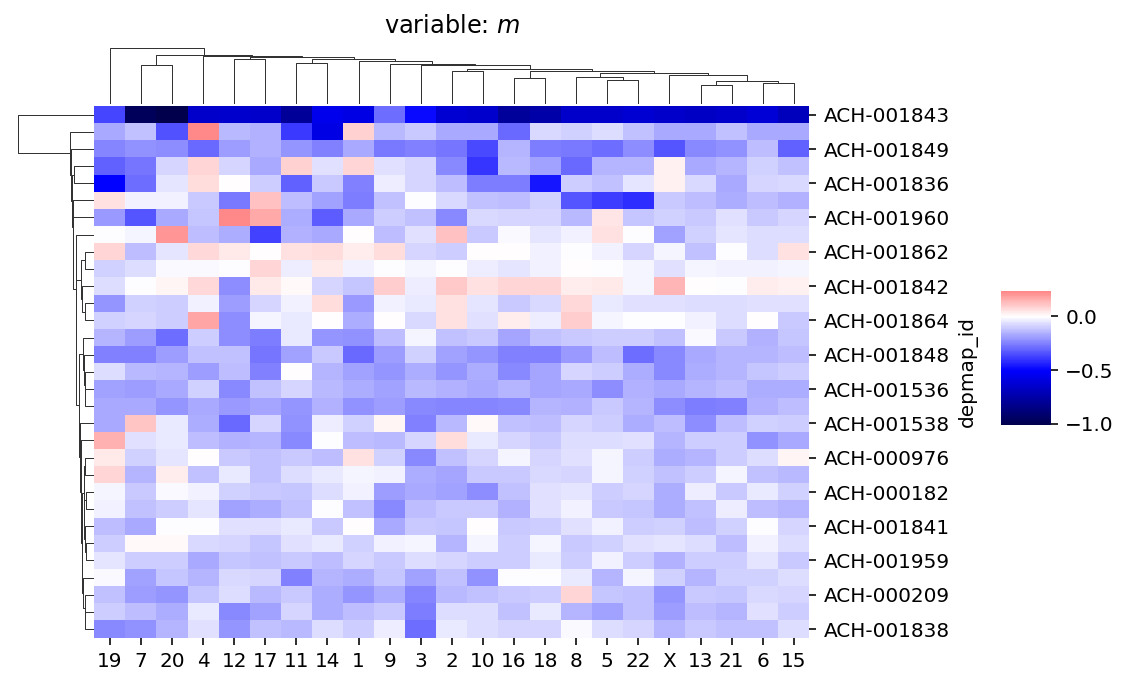 variable: m
ACH-001843
ACH-001849
ACH-001836
ACH-001960
ACH-001862
ACH-001842
ACH-001864
ACH-001848
ACH-001536
ACH-001538
ACH-000976
ACH-000182
ACH-001841
ACH-001959
ACH-000209
ACH-001838
depmap_id
0.0
−0.5
−1.0
19 7 20 4 12 17 11 14 1 9 3 2 10 16 18 8 5 22 X 13 21 6 15